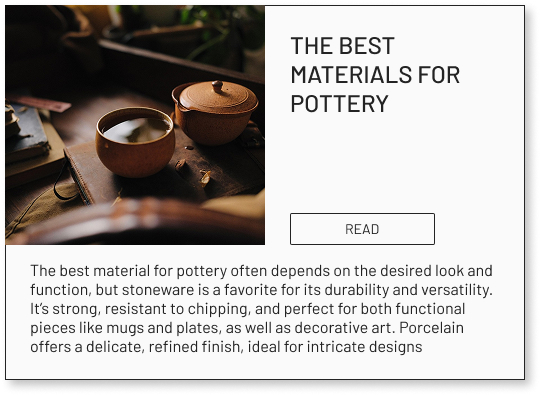 THE BEST
MATERIALS FOR
POTTERY
READ
The best material for pottery often depends on the desired look and
function, but stoneware is a favorite for its durability and versatility.
It's strong, resistant to chipping, and perfect for both functional
pieces like mugs and plates, as well as decorative art. Porcelain
offers a delicate, refined finish, ideal for intricate designs